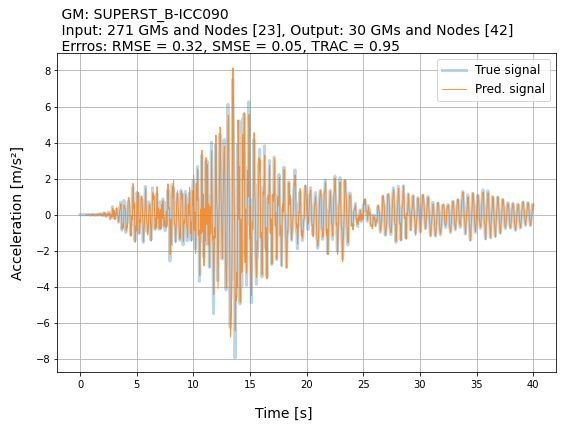 GM: SUPERST_B-ICC090
Input: 271 GMs and Nodes [23], Output: 30 GMs and Nodes [42]
Errros: RMSE = 0.32, SMSE = 0.05, TRAC = 0.95
True signal
Pred. signal
8
6
4
2
0
−2
−4
−6
−8
Acceleration [m/s²]
0 5 10 15 20 25 30 35 40
Time [s]